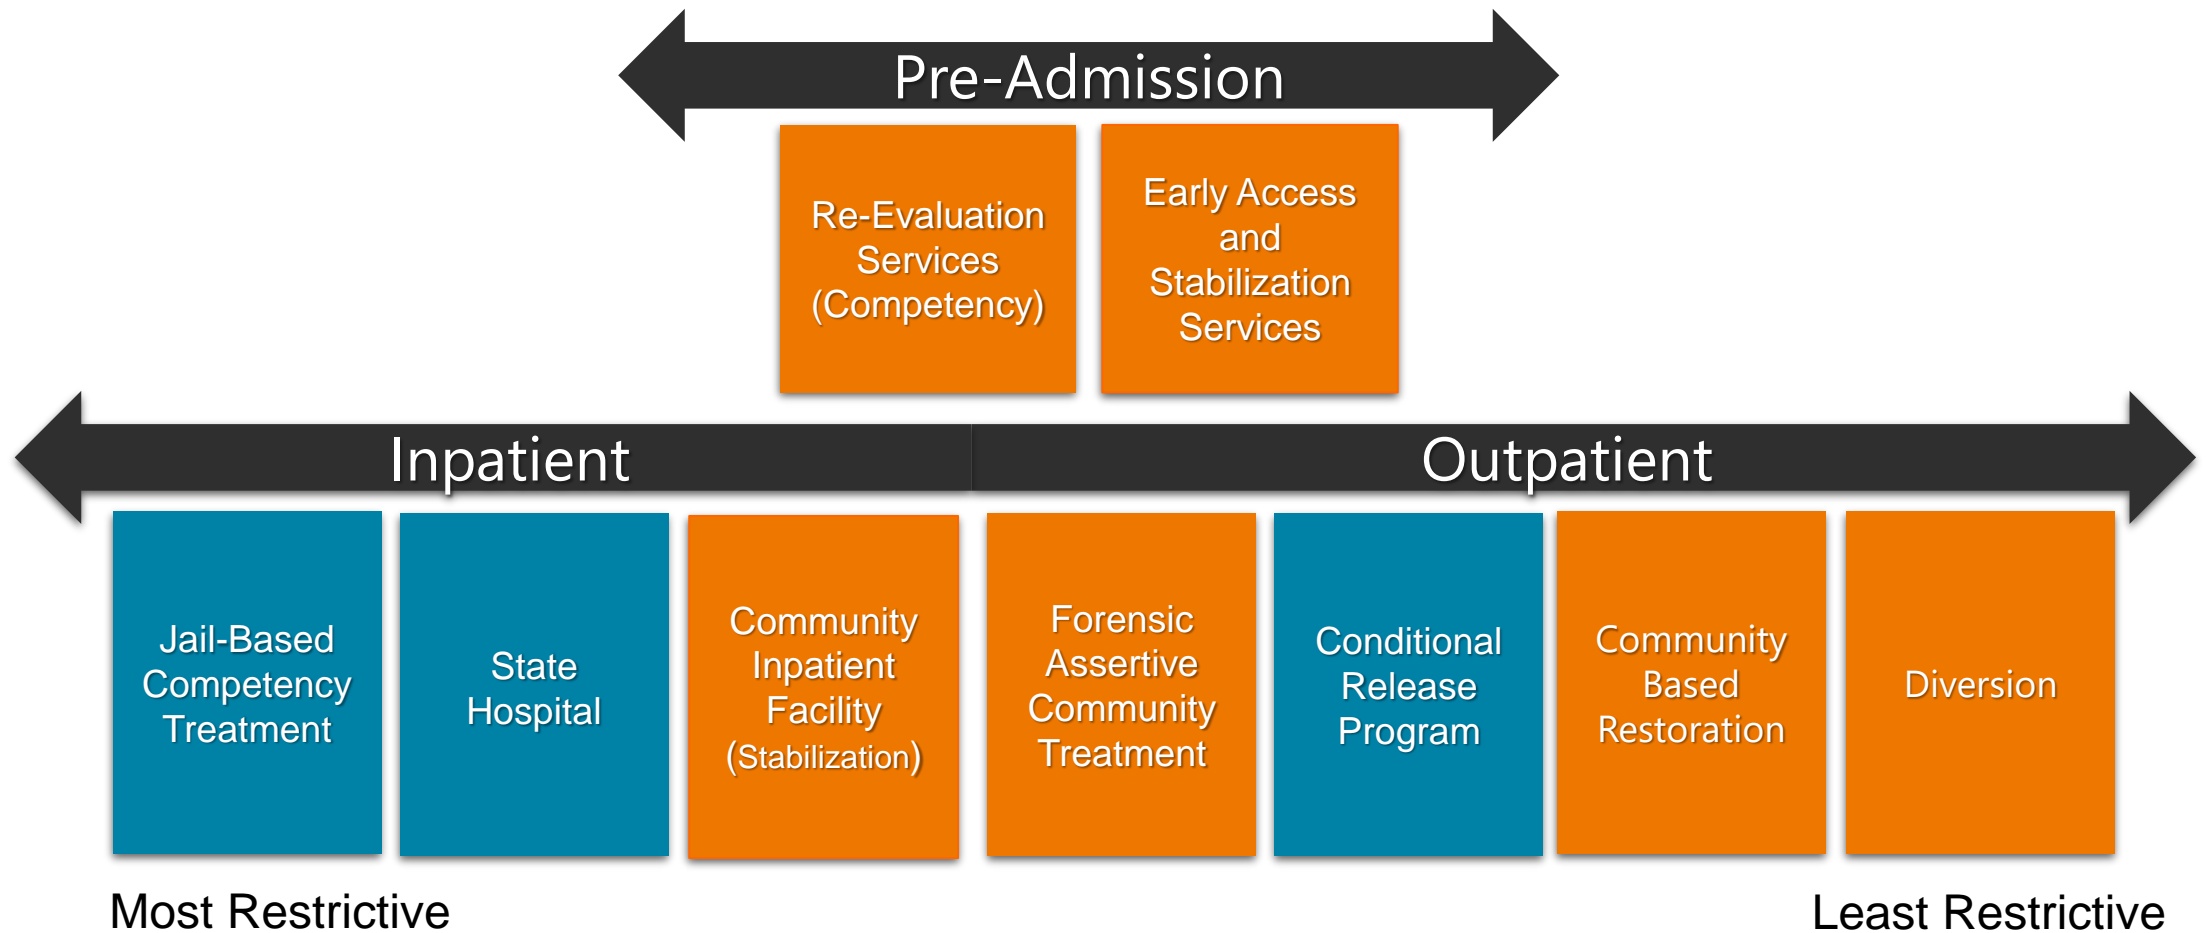 Pre-Admission
Re-Evaluation
Services
(Competency)
Early Access
and
Stabilization
Services
Inpatient
Outpatient
Jail-Based
Competency
Treatment
State
Hospital
Community
Inpatient
Facility
(Stabilization)
Forensic
Assertive
Community
Treatment
Conditional
Release
Program
Community
Based
Restoration
Diversion
Most Restrictive
Least Restrictive